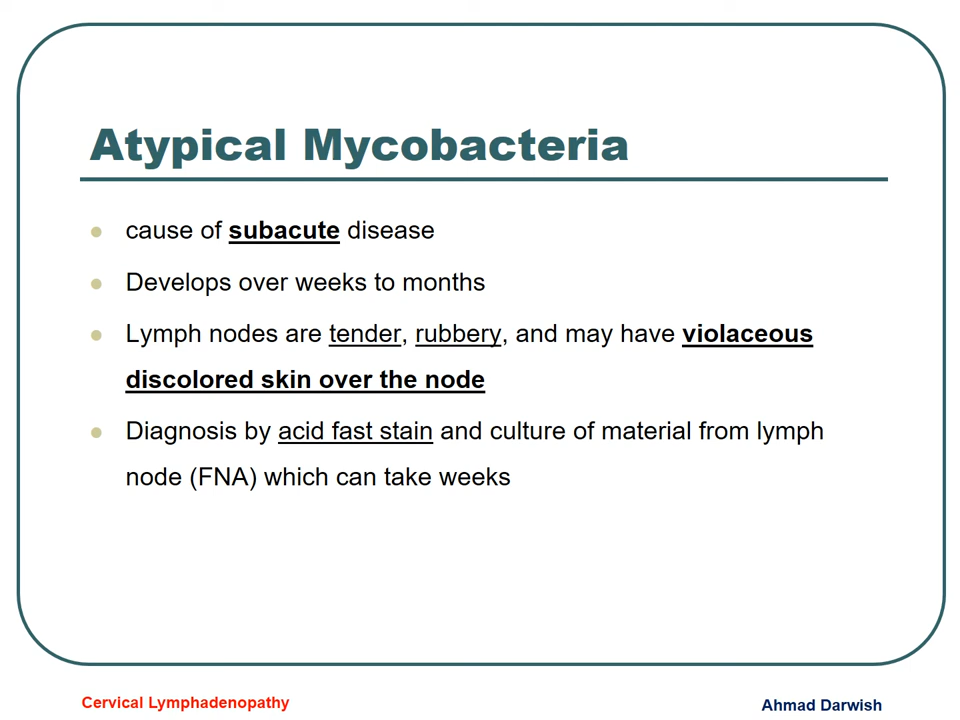 Atypical Mycobacteria
cause of subacute disease
Develops over weeks to months
Lymph nodes are tender, rubbery, and may have violaceous
discolored skin over the node
Diagnosis by acid fast stain and culture of material from lymph
node (FNA) which can take weeks
Cervical Lymphadenopathy
Ahmad Darwish